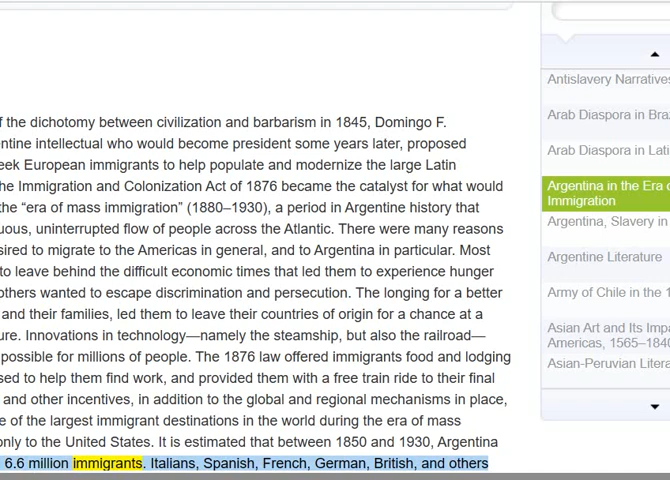 f the dichotomy between civilization and barbarism in 1845, Domingo F.
entine intellectual who would become president some years later, proposed
eek European immigrants to help populate and modernize the large Latin
he Immigration and Colonization Act of 1876 became the catalyst for what would
the “era of mass immigration” (1880–1930), a period in Argentine history that
uous, uninterrupted flow of people across the Atlantic. There were many reasons
sired to migrate to the Americas in general, and to Argentina in particular. Most
to leave behind the difficult economic times that led them to experience hunger
others wanted to escape discrimination and persecution. The longing for a better
and their families, led them to leave their countries of origin for a chance at a
ure. Innovations in technology—namely the steamship, but also the railroad—
possible for millions of people. The 1876 law offered immigrants food and lodging
sed to help them find work, and provided them with a free train ride to their final
and other incentives, in addition to the global and regional mechanisms in place,
e of the largest immigrant destinations in the world during the era of mass
only to the United States. It is estimated that between 1850 and 1930, Argentina
6.6 million immigrants. Italians, Spanish, French, German, British, and others
Antislavery Narratives
Arab Diaspora in Bra
Arab Diaspora in Lati
Argentina in the Era o
Immigration
Argentina, Slavery in
Argentine Literature
Army of Chile in the 1
Asian Art and Its Impa
Americas, 1565–1840
Asian-Peruvian Litera